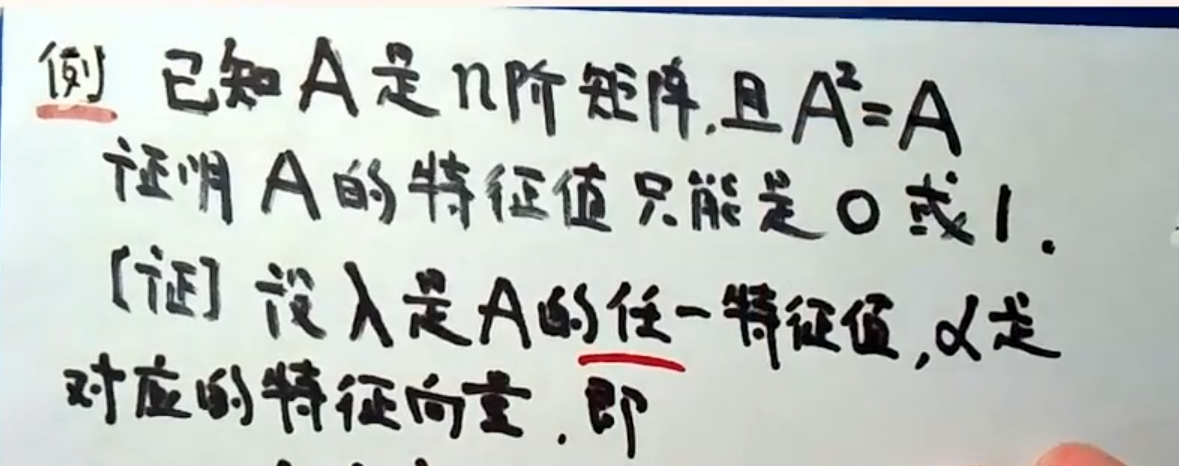 例 已知A是n阶矩阵,且A²=A
证明A的特征值只能是0或1.
[证] 设λ是A的任一特征值,α是
对应的特征向量.即